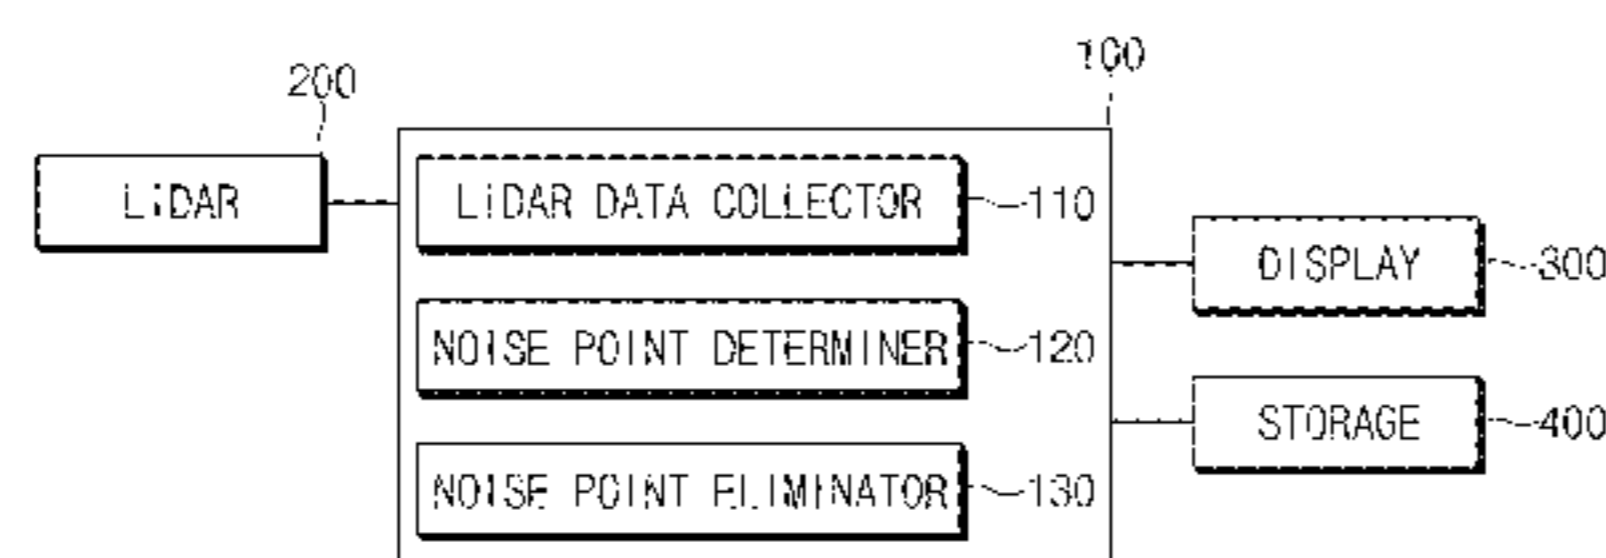 100
200
LiDAR
LiDAR DATA COLLECTOR
110
DISPLAY
300
NOISE POINT DETERMINER
120
STORAGE
400
NOISE POINT ELIMINATOR
130